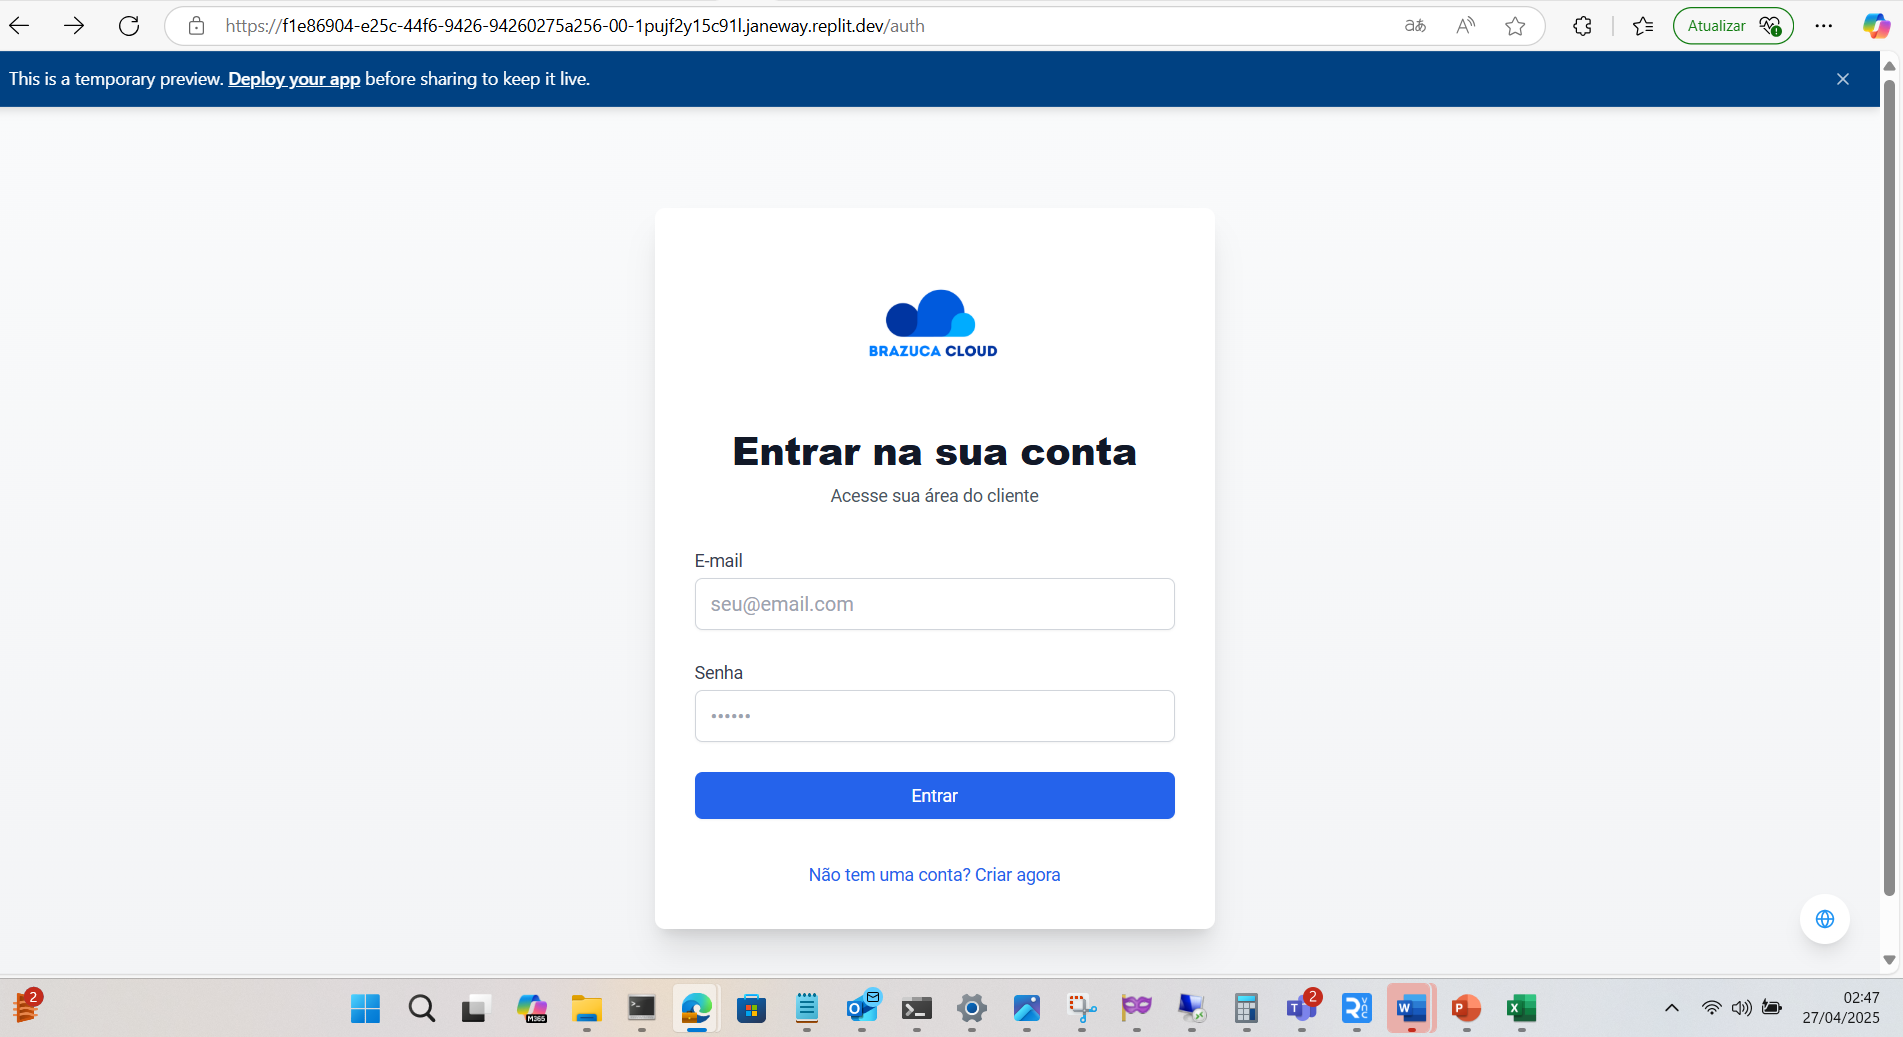 https://f1e86904-e25c-44f6-9426-94260275a256-00-1pujf2y15c91l.janeway.replit.dev/auth
Atualizar
This is a temporary preview. Deploy your app before sharing to keep it live.
BRAZUCA CLOUD
Entrar na sua conta
Acesse sua área do cliente
E-mail
seu@email.com
Senha
••••••
Entrar
Não tem uma conta? Criar agora
2
M365
2
02:47
27/04/2025